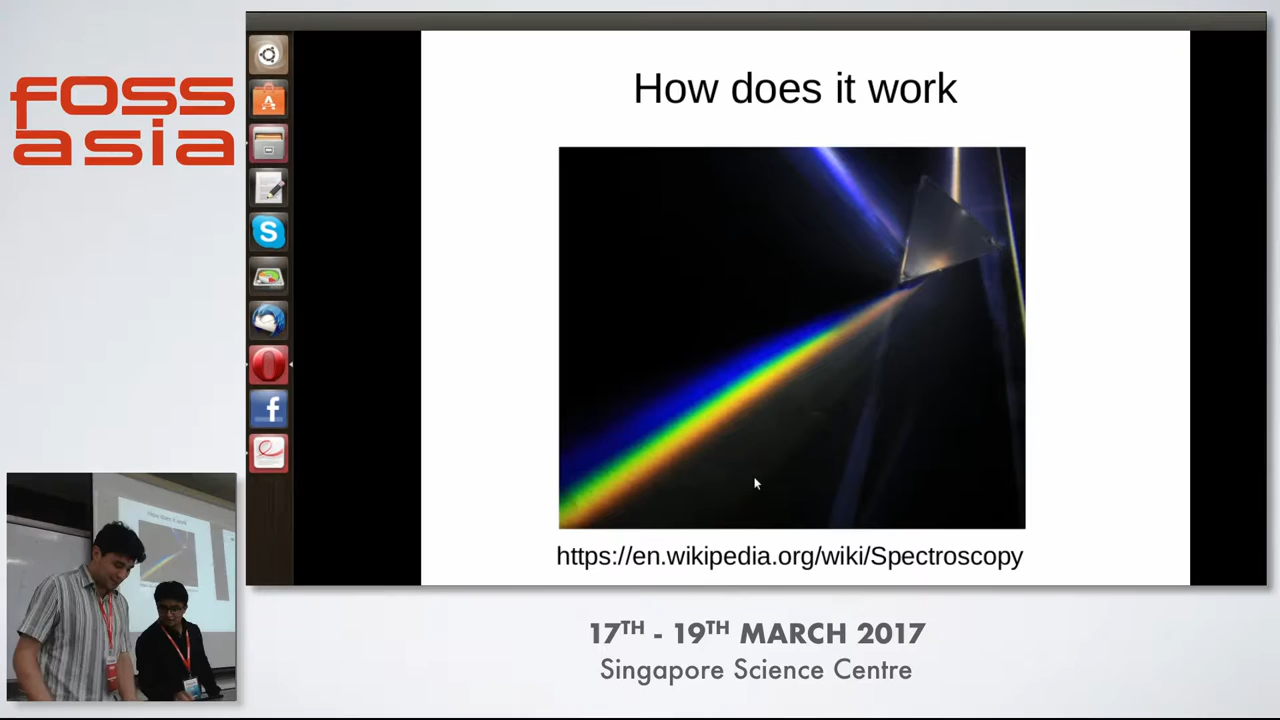 foss
asia
How does it work
https://en.wikipedia.org/wiki/Spectroscopy
17TH - 19TH MARCH 2017
Singapore Science Centre